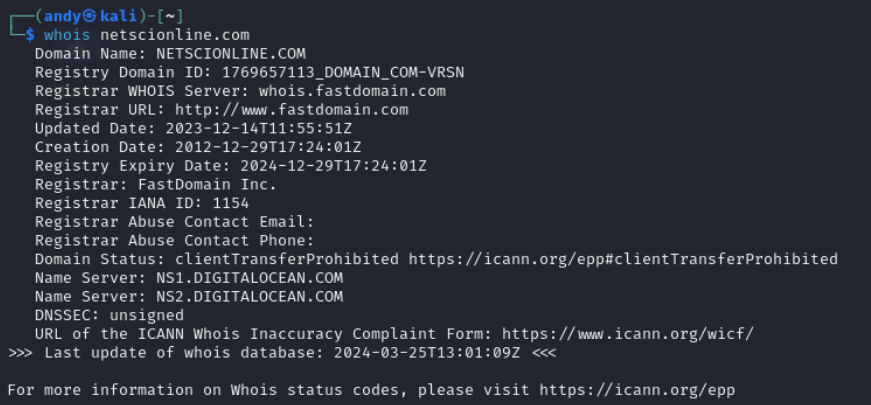 ┌──(andy㉿kali)-[~]
└─$ whois netscionline.com
Domain Name: NETSCIONLINE.COM
Registry Domain ID: 1769657113_DOMAIN_COM-VRSN
Registrar WHOIS Server: whois.fastdomain.com
Registrar URL: http://www.fastdomain.com
Updated Date: 2023-12-14T11:55:51Z
Creation Date: 2012-12-29T17:24:01Z
Registry Expiry Date: 2024-12-29T17:24:01Z
Registrar: FastDomain Inc.
Registrar IANA ID: 1154
Registrar Abuse Contact Email:
Registrar Abuse Contact Phone:
Domain Status: clientTransferProhibited https://icann.org/epp#clientTransferProhibited
Name Server: NS1.DIGITALOCEAN.COM
Name Server: NS2.DIGITALOCEAN.COM
DNSSEC: unsigned
URL of the ICANN Whois Inaccuracy Complaint Form: https://www.icann.org/wicf/
>>> Last update of whois database: 2024-03-25T13:01:09Z <<<
For more information on Whois status codes, please visit https://icann.org/epp